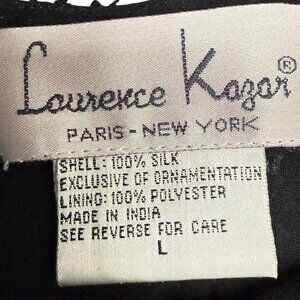 Laurence Kazar®
PARIS-NEW YORK
SHELL: 100% SILK
EXCLUSIVE OF ORNAMENTATION
LINING: 100% POLYESTER
MADE IN INDIA
SEE REVERSE FOR CARE
L